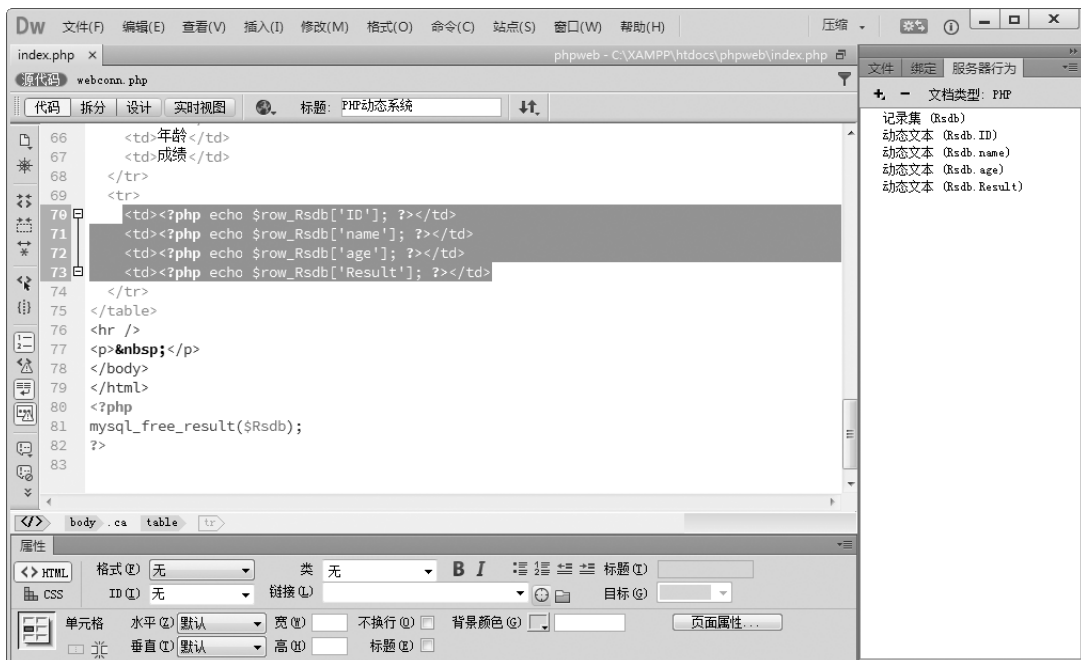 Dw 文件(F) 编辑(E) 查看(V) 插入(I) 修改(M) 格式(O) 命令(C) 站点(S) 窗口(W) 帮助(H) 压缩
index.php × phpweb - C:\XAMPP\htdocs\phpweb\index.php
源代码 webconn.php
代码 拆分 设计 实时视图 标题: PHP动态系统
66 <td>年龄</td>
67 <td>成绩</td>
68 </tr>
69 <tr>
70 <td><?php echo $row_Rsdb['ID']; ?></td>
71 <td><?php echo $row_Rsdb['name']; ?></td>
72 <td><?php echo $row_Rsdb['age']; ?></td>
73 <td><?php echo $row_Rsdb['Result']; ?></td>
74 </tr>
75 </table>
76 <hr />
77 <p>&nbsp;</p>
78 </body>
79 </html>
80 <?php
81 mysql_free_result($Rsdb);
82 ?>
83
</> body .ca table tr
文件 绑定 服务器行为
+, - 文档类型: PHP
记录集 (Rsdb)
动态文本 (Rsdb.ID)
动态文本 (Rsdb.name)
动态文本 (Rsdb.age)
动态文本 (Rsdb.Result)
属性
<> HTML 格式(F) 无 类 无 B I 标题(T)
CSS ID(I) 无 链接(L) 目标(G)
单元格 水平(Z) 默认 宽(W) 不换行(O) 背景颜色(G) 页面属性...
垂直(T) 默认 高(H) 标题(E)